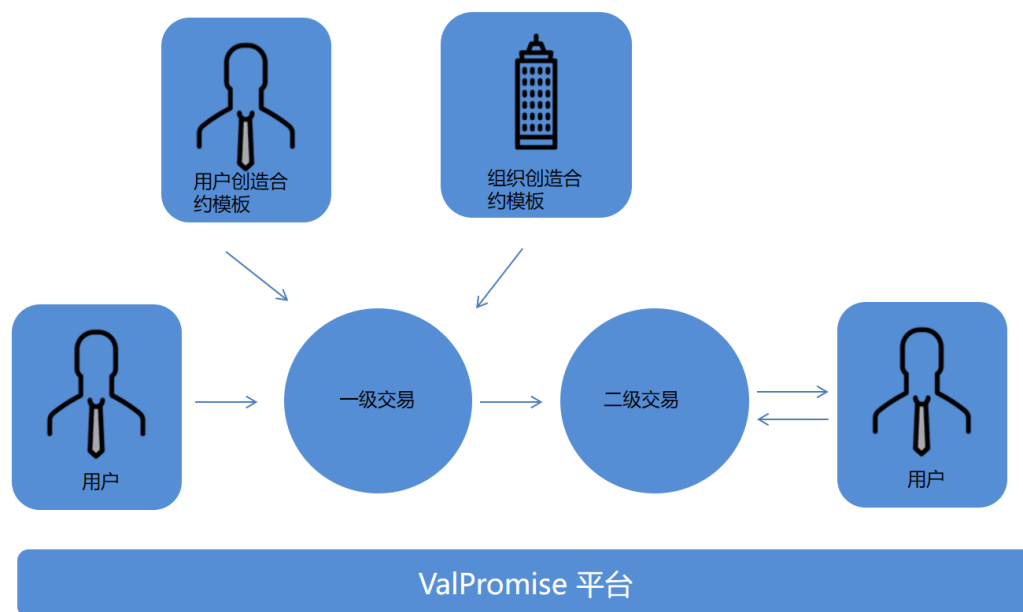 用户创造合
约模板
组织创造合
约模板
用户
一级交易
二级交易
用户
ValPromise 平台